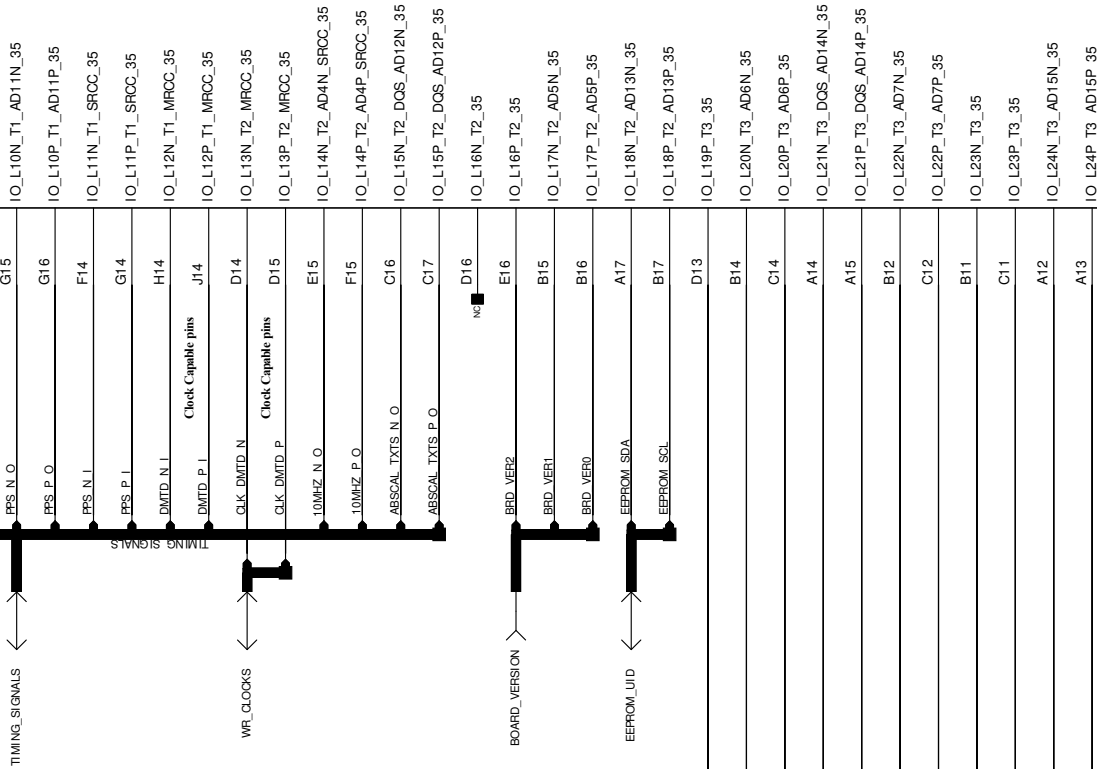 IO_L10N_T1_AD11N_35
IO_L10P_T1_AD11P_35
IO_L11N_T1_SRCC_35
IO_L11P_T1_SRCC_35
IO_L12N_T1_MRCC_35
IO_L12P_T1_MRCC_35
IO_L13N_T2_MRCC_35
IO_L13P_T2_MRCC_35
IO_L14N_T2_AD4N_SRCC_35
IO_L14P_T2_AD4P_SRCC_35
IO_L15N_T2_DQS_AD12N_35
IO_L15P_T2_DQS_AD12P_35
IO_L16N_T2_35
IO_L16P_T2_35
IO_L17N_T2_AD5N_35
IO_L17P_T2_AD5P_35
IO_L18N_T2_AD13N_35
IO_L18P_T2_AD13P_35
IO_L19P_T3_35
IO_L20N_T3_AD6N_35
IO_L20P_T3_AD6P_35
IO_L21N_T3_DQS_AD14N_35
IO_L21P_T3_DQS_AD14P_35
IO_L22N_T3_AD7N_35
IO_L22P_T3_AD7P_35
IO_L23N_T3_35
IO_L23P_T3_35
IO_L24N_T3_AD15N_35
IO_L24P_T3_AD15P_35
G15
G16
F14
G14
H14
J14
D14
D15
E15
F15
C16
C17
D16
E16
B15
B16
A17
B17
D13
B14
C14
A14
A15
B12
C12
B11
C11
A12
A13
NC
Clock Capable pins
Clock Capable pins
PPS_N_O
PPS_P_O
PPS_N_I
PPS_P_I
DMTD_N_I
DMTD_P_I
CLK_DMTD_N
CLK_DMTD_P
10MHZ_N_O
10MHZ_P_O
ABSCAL_TXTS_N_O
ABSCAL_TXTS_P_O
BRD_VER2
BRD_VER1
BRD_VER0
EEPROM_SDA
EEPROM_SCL
TIMING_SIGNALS
TIMING_SIGNALS
WR_CLOCKS
BOARD_VERSION
EEPROM_UID